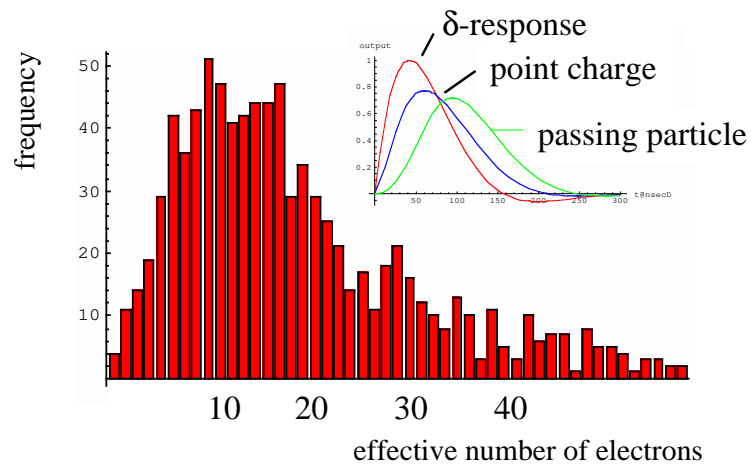 δ-response
output
point charge
passing particle
1
0.8
0.6
0.4
0.2
50
100
150
200
250
300
t@nsecD
frequency
50
40
30
20
10
10 20 30 40
effective number of electrons